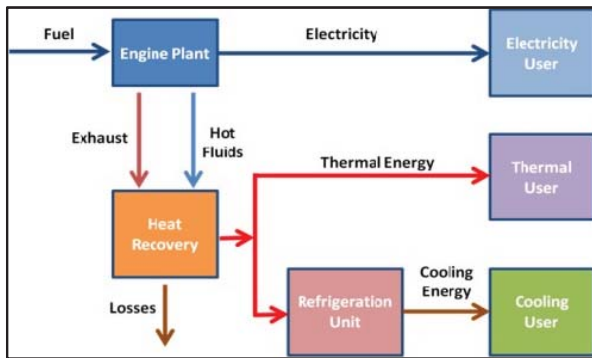 Fuel
Engine Plant
Electricity
Electricity
User
Exhaust
Hot
Fluids
Thermal Energy
Thermal
User
Heat
Recovery
Losses
Refrigeration
Unit
Cooling
Energy
Cooling
User